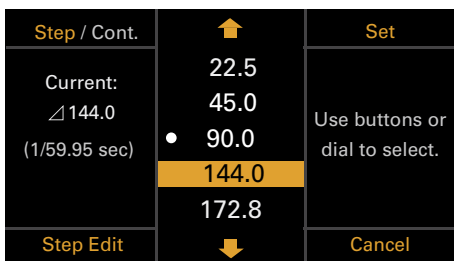 Step / Cont.
Set
Current:
⊿144.0
(1/59.95 sec)
22.5
45.0
90.0
144.0
172.8
Use buttons or
dial to select.
Step Edit
Cancel